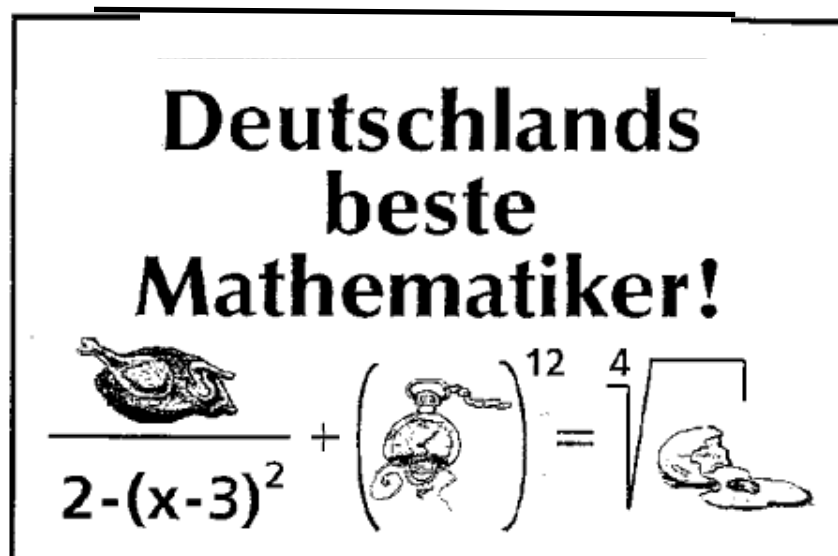 Deutschlands
beste
Mathematiker!
12 4
+ ( ) = √
2-(x-3)²